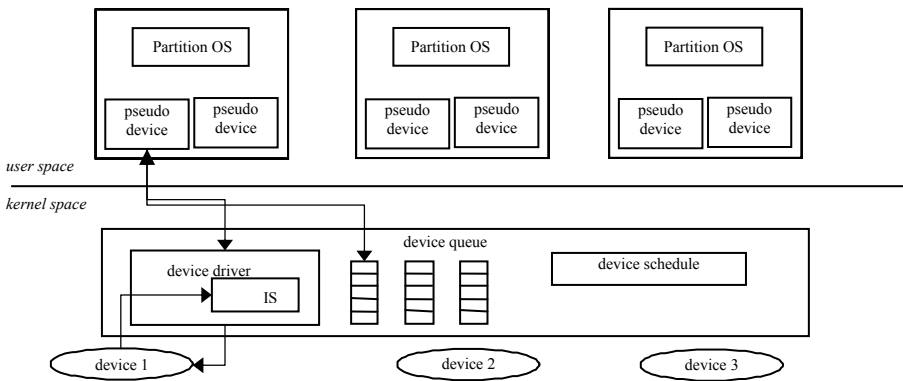 Partition OS
Partition OS
Partition OS
pseudo
device
pseudo
device
pseudo
device
pseudo
device
pseudo
device
pseudo
device
user space
kernel space
device queue
device driver
IS
device schedule
device 1
device 2
device 3